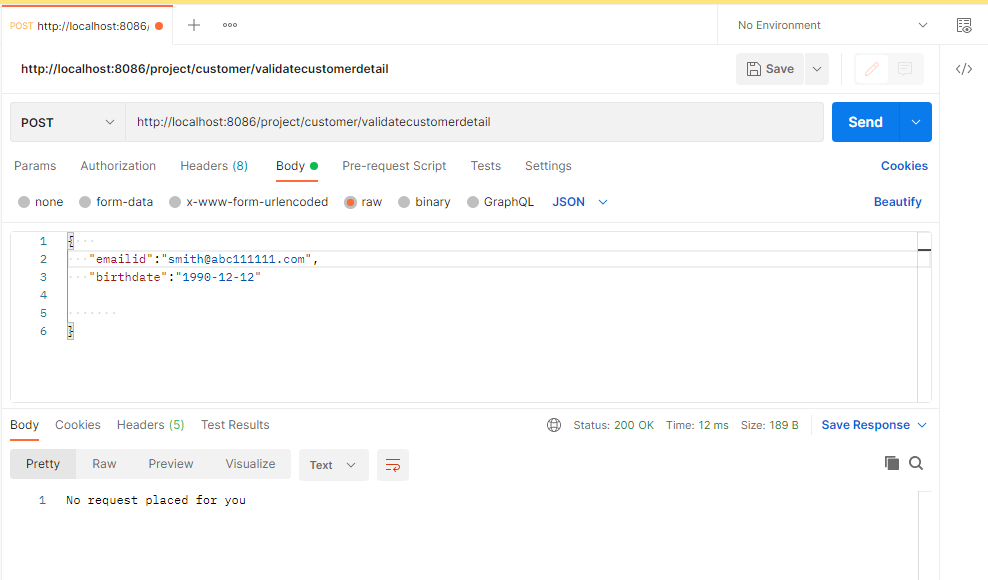 POST http://localhost:8086/
No Environment
http://localhost:8086/project/customer/validatecustomerdetail
Save
POST http://localhost:8086/project/customer/validatecustomerdetail Send
Params Authorization Headers (8) Body Pre-request Script Tests Settings Cookies
none form-data x-www-form-urlencoded raw binary GraphQL JSON Beautify
1 {
2 "emailid":"smith@abc111111.com",
3 "birthdate":"1990-12-12"
4
5
6 }
Body Cookies Headers (5) Test Results Status: 200 OK Time: 12 ms Size: 189 B Save Response
Pretty Raw Preview Visualize Text
1 No request placed for you